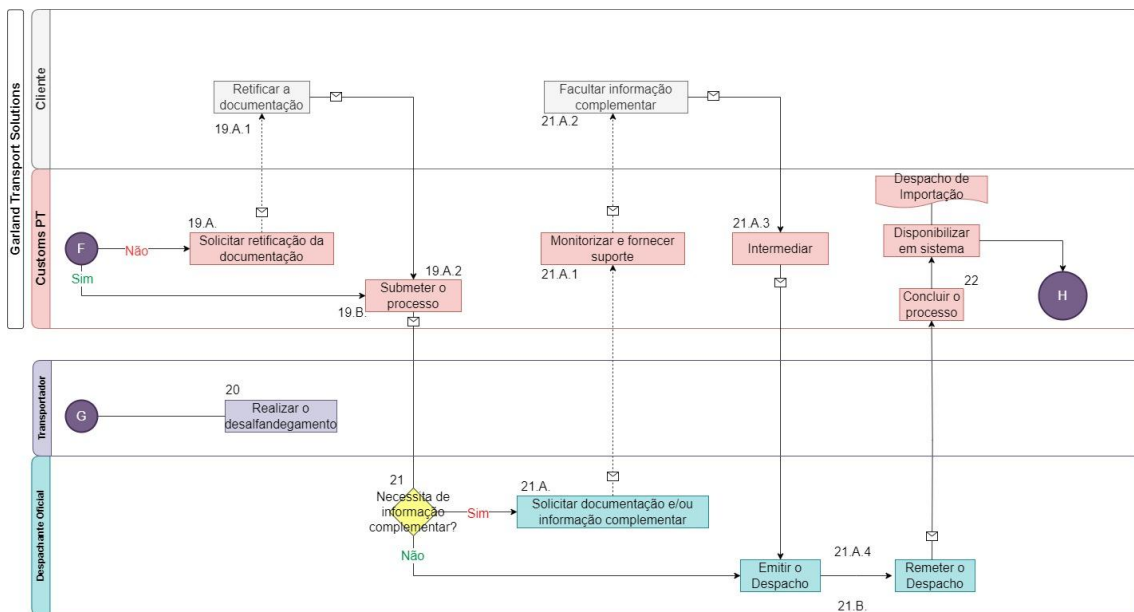 Garland Transport Solutions
Cliente
Retificar a
documentação
19.A.1
Facultar informação
complementar
21.A.2
Customs PT
F
Não
Sim
19.A.
Solicitar retificação da
documentação
19.A.2
Submeter o
processo
19.B.
Monitorizar e fornecer
suporte
21.A.1
21.A.3
Intermediar
Despacho de
Importação
Disponibilizar
em sistema
22
Concluir o
processo
H
Transportador
G
20
Realizar o
desalfandegamento
Despachante Oficial
21
Necessita de
informação
complementar?
Sim
Não
21.A.
Solicitar documentação e/ou
informação complementar
Emitir o
Despacho
21.A.4
21.B.
Remeter o
Despacho